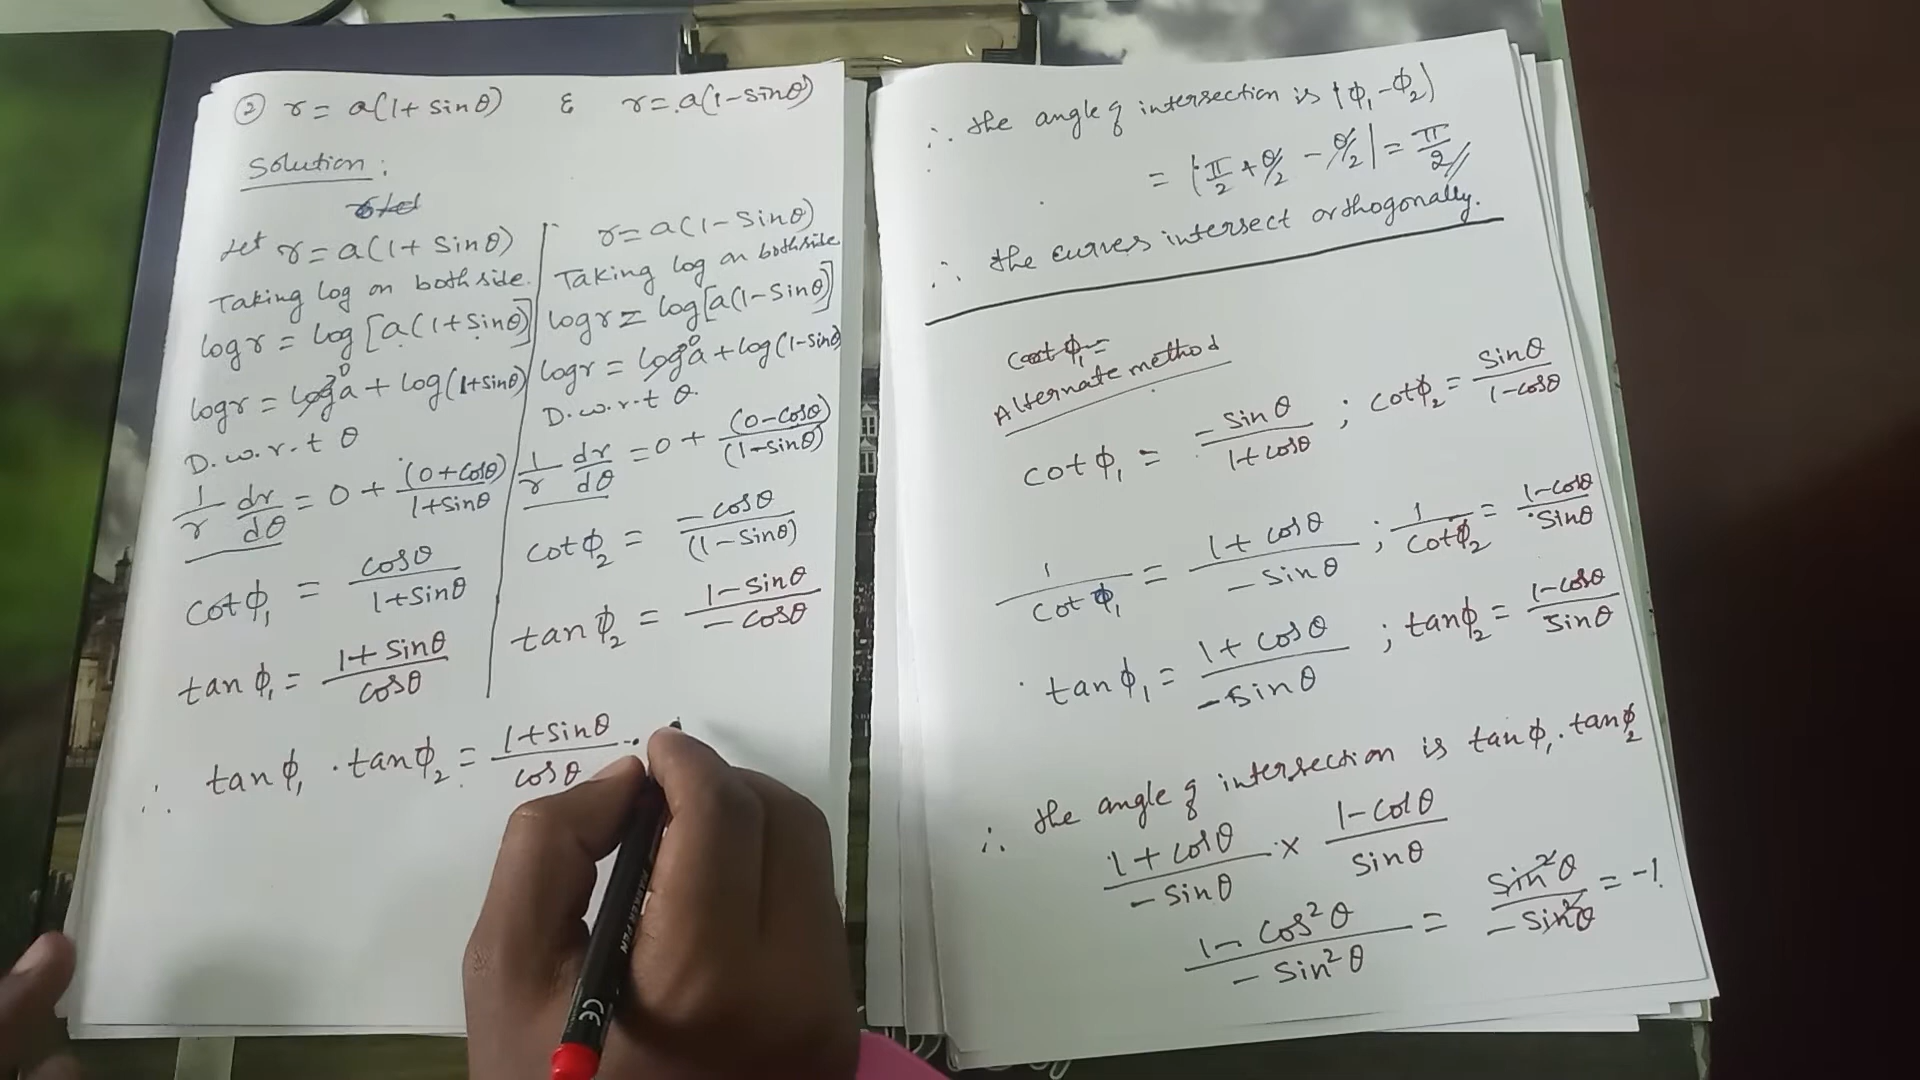 ② r = a(1+sinθ) & r = a(1-sinθ)
Solution:
Let r = a(1+sinθ)
Taking log on both side.
log r = log [a(1+sinθ)]
log r = log a⁰ + log(1+sinθ)
D.w.r.t θ
1/r dr/dθ = 0 + (0+cosθ)/1+sinθ
cot ϕ₁ = cosθ/1+sinθ
tan ϕ₁ = 1+sinθ/cosθ
r = a(1-sinθ)
Taking log on both side
log r = log[a(1-sinθ)]
log r = log a⁰ + log(1-sinθ)
D.w.r.t θ.
1/r dr/dθ = 0 + (0-cosθ)/(1-sinθ)
cot ϕ₂ = -cosθ/(1-sinθ)
tan ϕ₂ = 1-sinθ/-cosθ
∴ tan ϕ₁ . tan ϕ₂ = 1+sinθ/cosθ .
∴ the angle of intersection is |ϕ₁-ϕ₂|
= |π/2 + θ/2 - θ/2| = π/2 //
∴ the curves intersect orthogonally.
cot ϕ₁ =
Alternate method
cot ϕ₁ = -sinθ/1+cosθ ; cot ϕ₂ = sinθ/1-cosθ
1/cot ϕ₁ = 1+cosθ/-sinθ ; 1/cot ϕ₂ = 1-cosθ/sinθ
tan ϕ₁ = 1+cosθ/-sinθ ; tan ϕ₂ = 1-cosθ/sinθ
∴ the angle of intersection is tan ϕ₁ . tan ϕ₂
1+cosθ/-sinθ × 1-cosθ/sinθ
1-cos²θ/-sin²θ = sin²θ/-sin²θ = -1.
MARKER PEN
CE